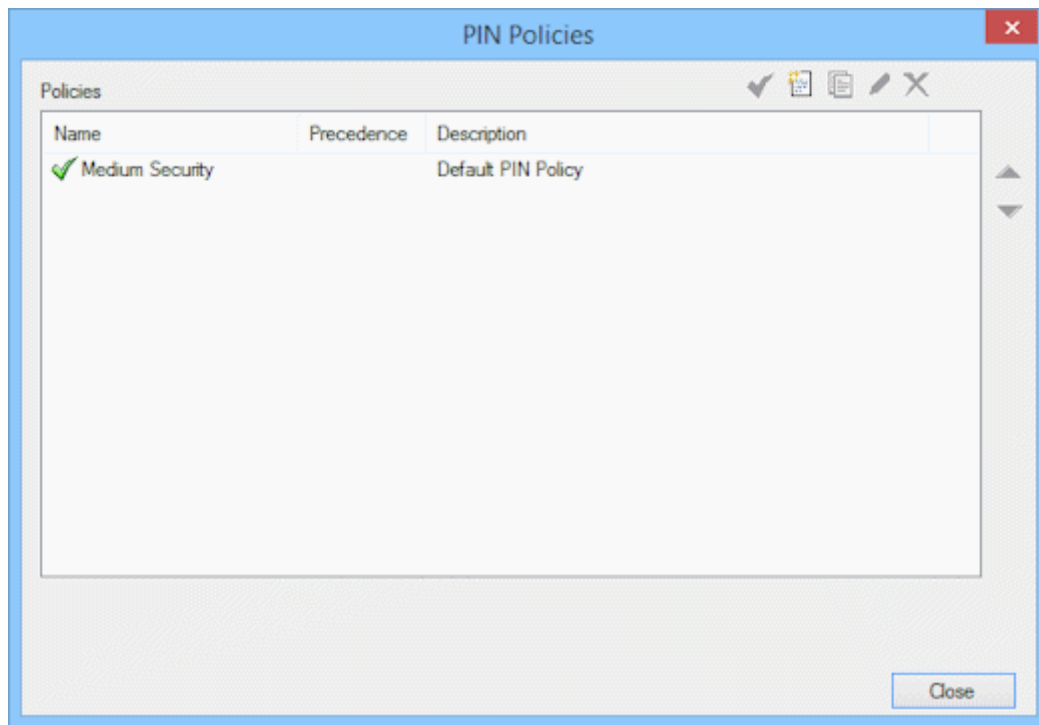 PIN Policies
Policies
Name Precedence Description
Medium Security Default PIN Policy
Close